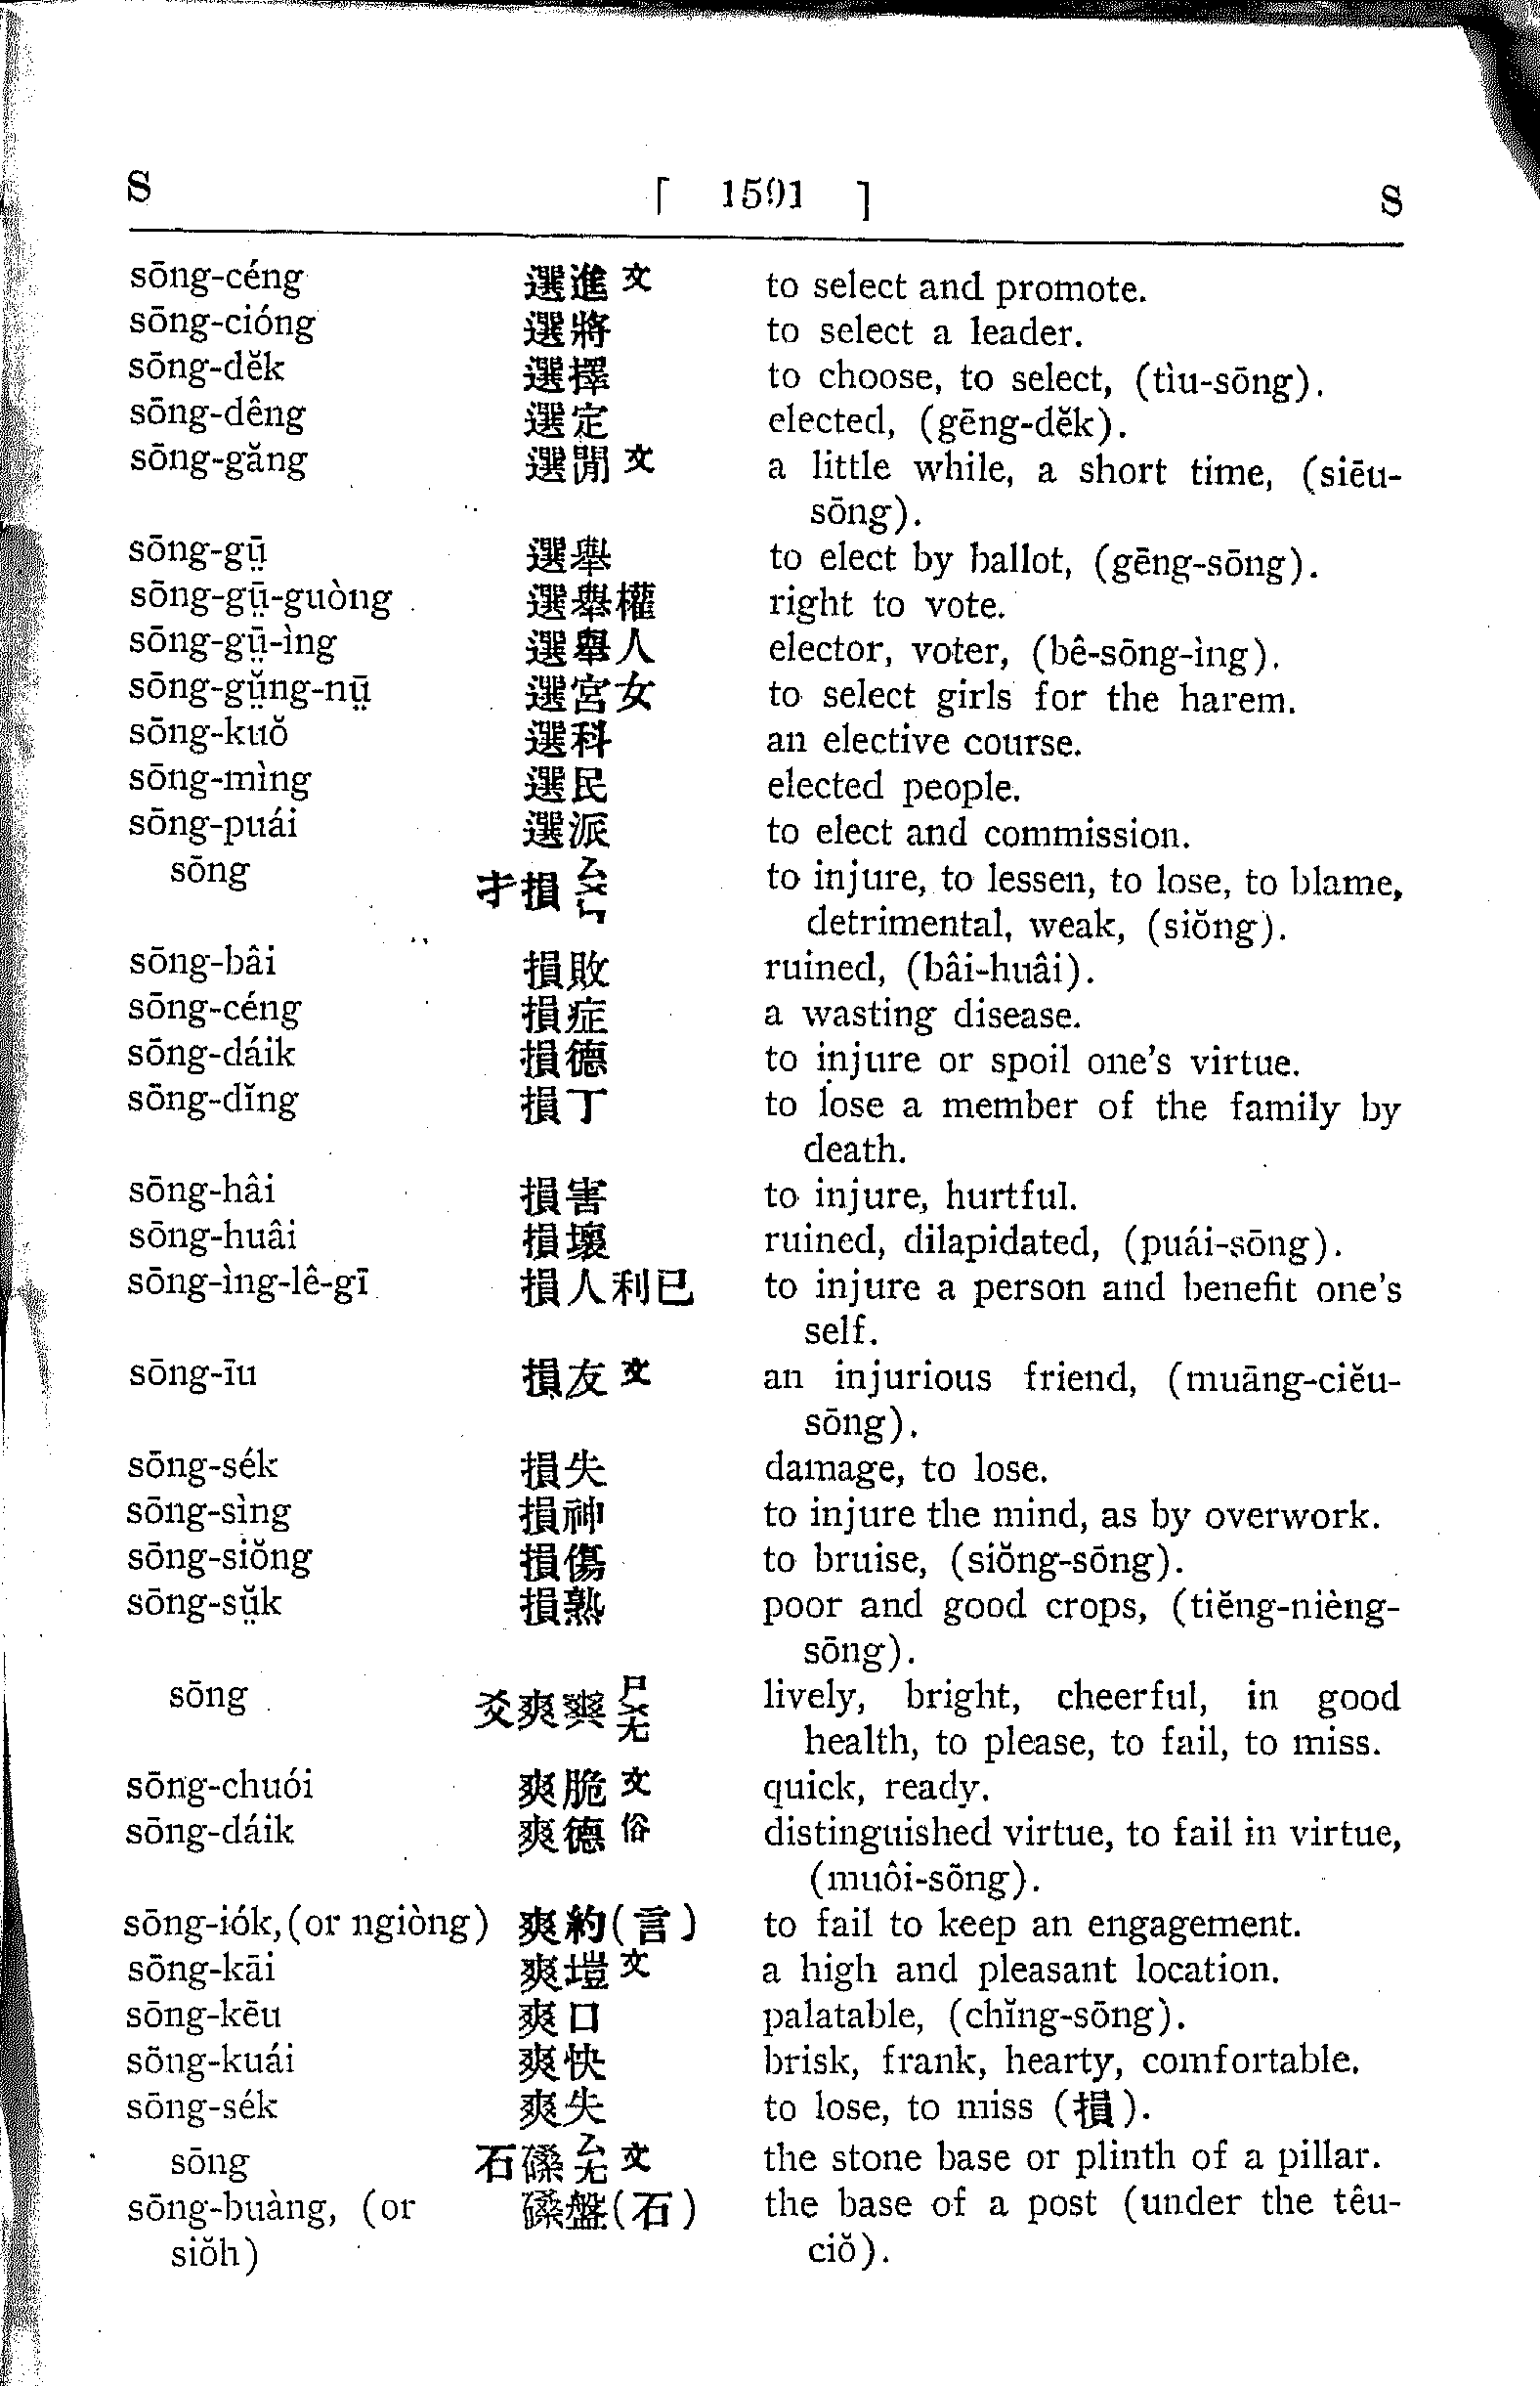 S [ 1591 ] S
sōng-céng 選進文 to select and promote.
sōng-cióng 選將 to select a leader.
sōng-dĕk 選擇 to choose, to select, (tìu-sōng).
sōng-dêng 選定 elected, (gēng-dĕk).
sōng-găng 選閒文 a little while, a short time, (siēu-
sōng).
sōng-gṳ̄ 選舉 to elect by ballot, (gēng-sōng).
sōng-gṳ̄-guòng 選舉權 right to vote.
sōng-gṳ̄-ìng 選舉人 elector, voter, (bê-sōng-ìng).
sōng-gṳ̆ng-nṳ̄ 選宮女 to select girls for the harem.
sōng-kuŏ 選科 an elective course.
sōng-mìng 選民 elected people.
sōng-puái 選派 to elect and commission.
sōng 扌損 ㄙㄨㄣ to injure, to lessen, to lose, to blame,
detrimental, weak, (siŏng).
sōng-bâi 損敗 ruined, (bâi-huâi).
sōng-céng 損症 a wasting disease.
sōng-dáik 損德 to injure or spoil one's virtue.
sōng-dĭng 損丁 to lose a member of the family by
death.
sōng-hâi 損害 to injure, hurtful.
sōng-huâi 損壞 ruined, dilapidated, (puái-sōng).
sōng-ìng-lê-gī 損人利已 to injure a person and benefit one's
self.
sōng-īu 損友文 an injurious friend, (muāng-ciĕu-
sōng).
sōng-sék 損失 damage, to lose.
sōng-sìng 損神 to injure the mind, as by overwork.
sōng-siŏng 損傷 to bruise, (siŏng-sōng).
sōng-sṳ̆k 損熟 poor and good crops, (tiĕng-nièng-
sōng).
sōng 爻爽 ㄕㄨㄤ lively, bright, cheerful, in good
health, to please, to fail, to miss.
sōng-chuói 爽脆文 quick, ready.
sōng-dáik 爽德俗 distinguished virtue, to fail in virtue,
(muôi-sōng).
sōng-iók, (or ngiòng) 爽約(言) to fail to keep an engagement.
sōng-kāi 爽塏文 a high and pleasant location.
sōng-kēu 爽口 palatable, (chĭng-sōng).
sōng-kuái 爽快 brisk, frank, hearty, comfortable.
sōng-sék 爽失 to lose, to miss (損).
sōng 石磉 ㄙㄤ文 the stone base or plinth of a pillar.
sōng-buàng, (or 磉盤(石) the base of a post (under the têu-
siŏh) ciŏ).